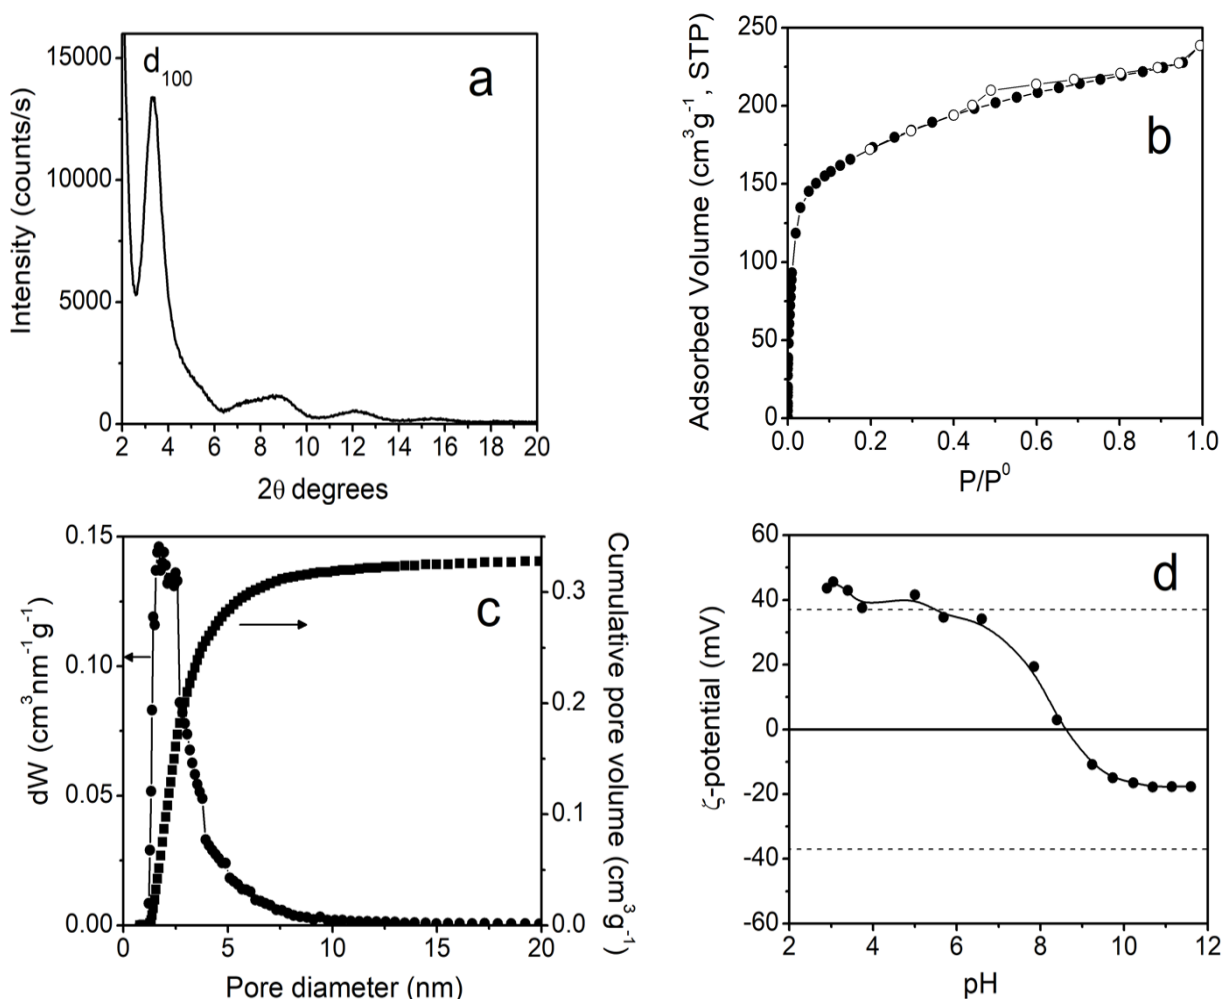 a
d100
Intensity (counts/s)
15000
10000
5000
0
2 4 6 8 10 12 14 16 18 20
2θ degrees
b
Adsorbed Volume (cm³g⁻¹, STP)
250
200
150
100
50
0
0.0 0.2 0.4 0.6 0.8 1.0
P/P⁰
c
dW (cm³nm⁻¹g⁻¹)
0.15
0.10
0.05
0.00
0 5 10 15 20
Pore diameter (nm)
0.3
0.2
0.1
0.0
Cumulative pore volume (cm³g⁻¹)
d
ζ-potential (mV)
60
40
20
0
-20
-40
-60
2 4 6 8 10 12
pH